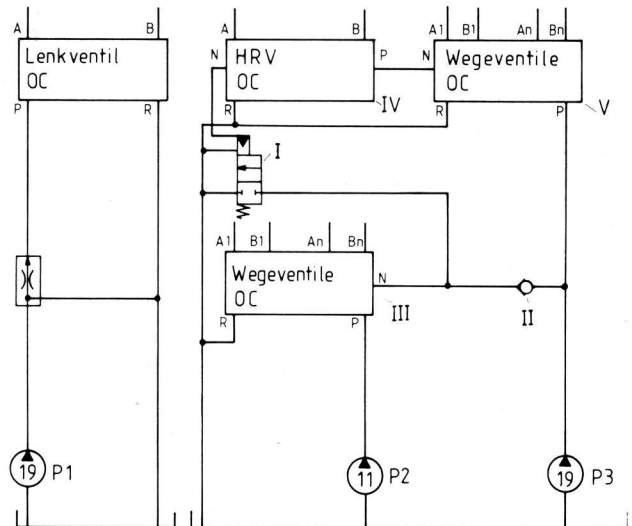 A B A B A1 B1 An Bn
Lenkventil
OC
P R
N HRV P
OC
R IV
N Wegeventile
OC
R P V
I
A1 B1 An Bn
Wegeventile N
OC
R P III
II
19 P1
11 P2
19 P3